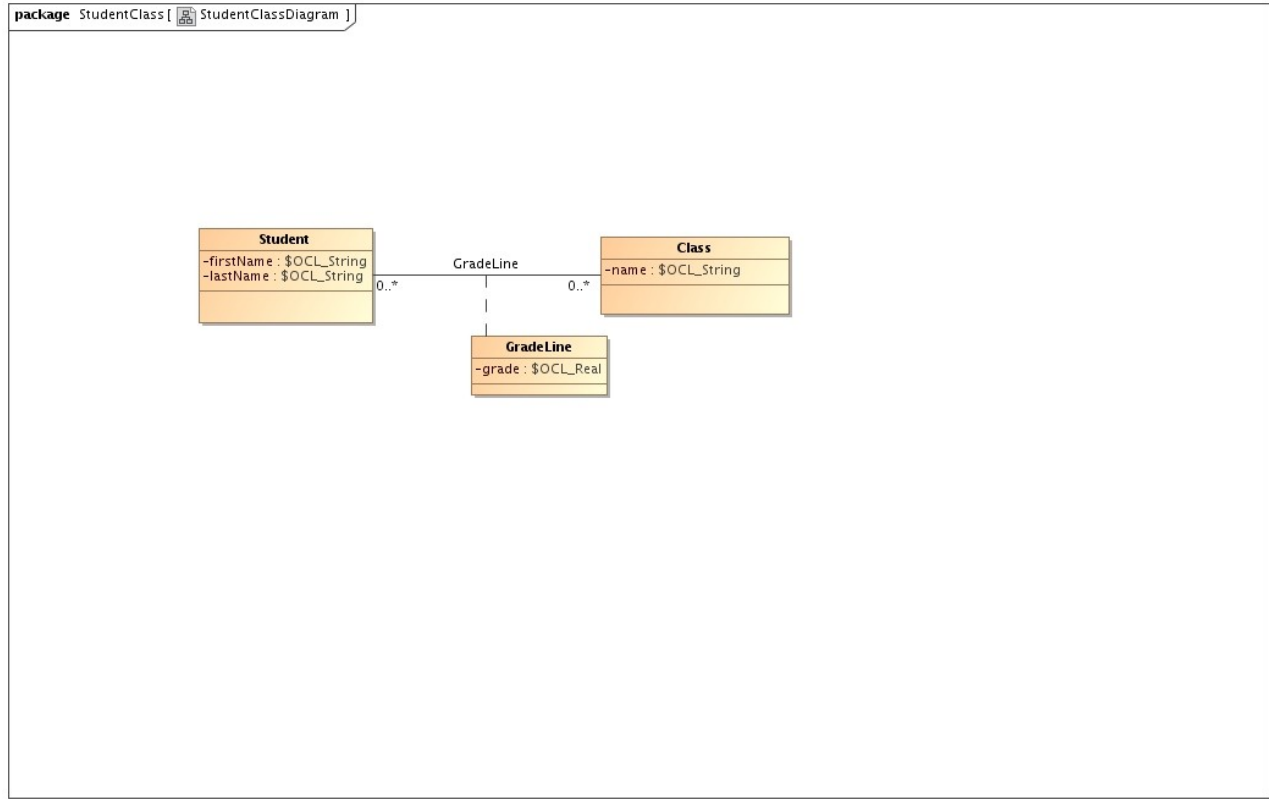 package StudentClass [ StudentClassDiagram ]
Student
-firstName : $OCL_String
-lastName : $OCL_String
0..*
GradeLine
0..*
Class
-name : $OCL_String
GradeLine
-grade : $OCL_Real